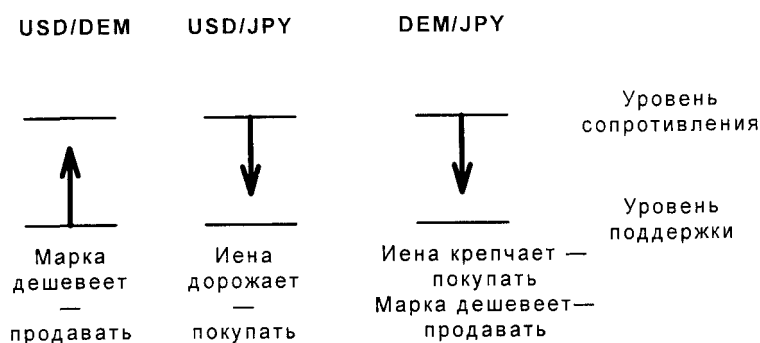 USD/DEM USD/JPY DEM/JPY
Уровень
сопротивления
Уровень
поддержки
Марка
дешевеет
—
продавать
Иена
дорожает
—
покупать
Иена крепчает —
покупать
Марка дешевеет—
продавать